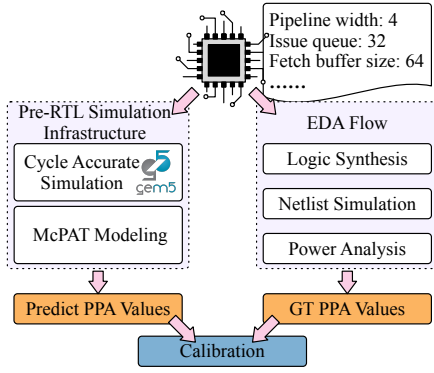 Pipeline width: 4
Issue queue: 32
Fetch buffer size: 64
......
Pre-RTL Simulation
Infrastructure
Cycle Accurate
Simulation
gem5
McPAT Modeling
Predict PPA Values
EDA Flow
Logic Synthesis
Netlist Simulation
Power Analysis
GT PPA Values
Calibration